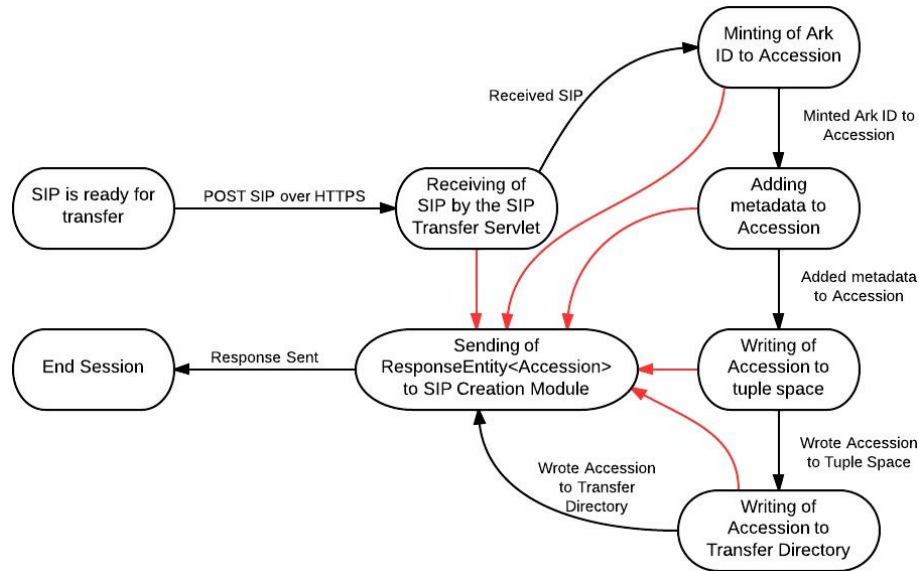 Minting of Ark
ID to Accession
Received SIP
Minted Ark ID to
Accession
SIP is ready for
transfer
POST SIP over HTTPS
Receiving of
SIP by the SIP
Transfer Servlet
Adding
metadata to
Accession
Added metadata
to Accession
End Session
Response Sent
Sending of
ResponseEntity<Accession>
to SIP Creation Module
Writing of
Accession to
tuple space
Wrote Accession
to Tuple Space
Wrote Accession
to Transfer
Directory
Writing of
Accession to
Transfer Directory